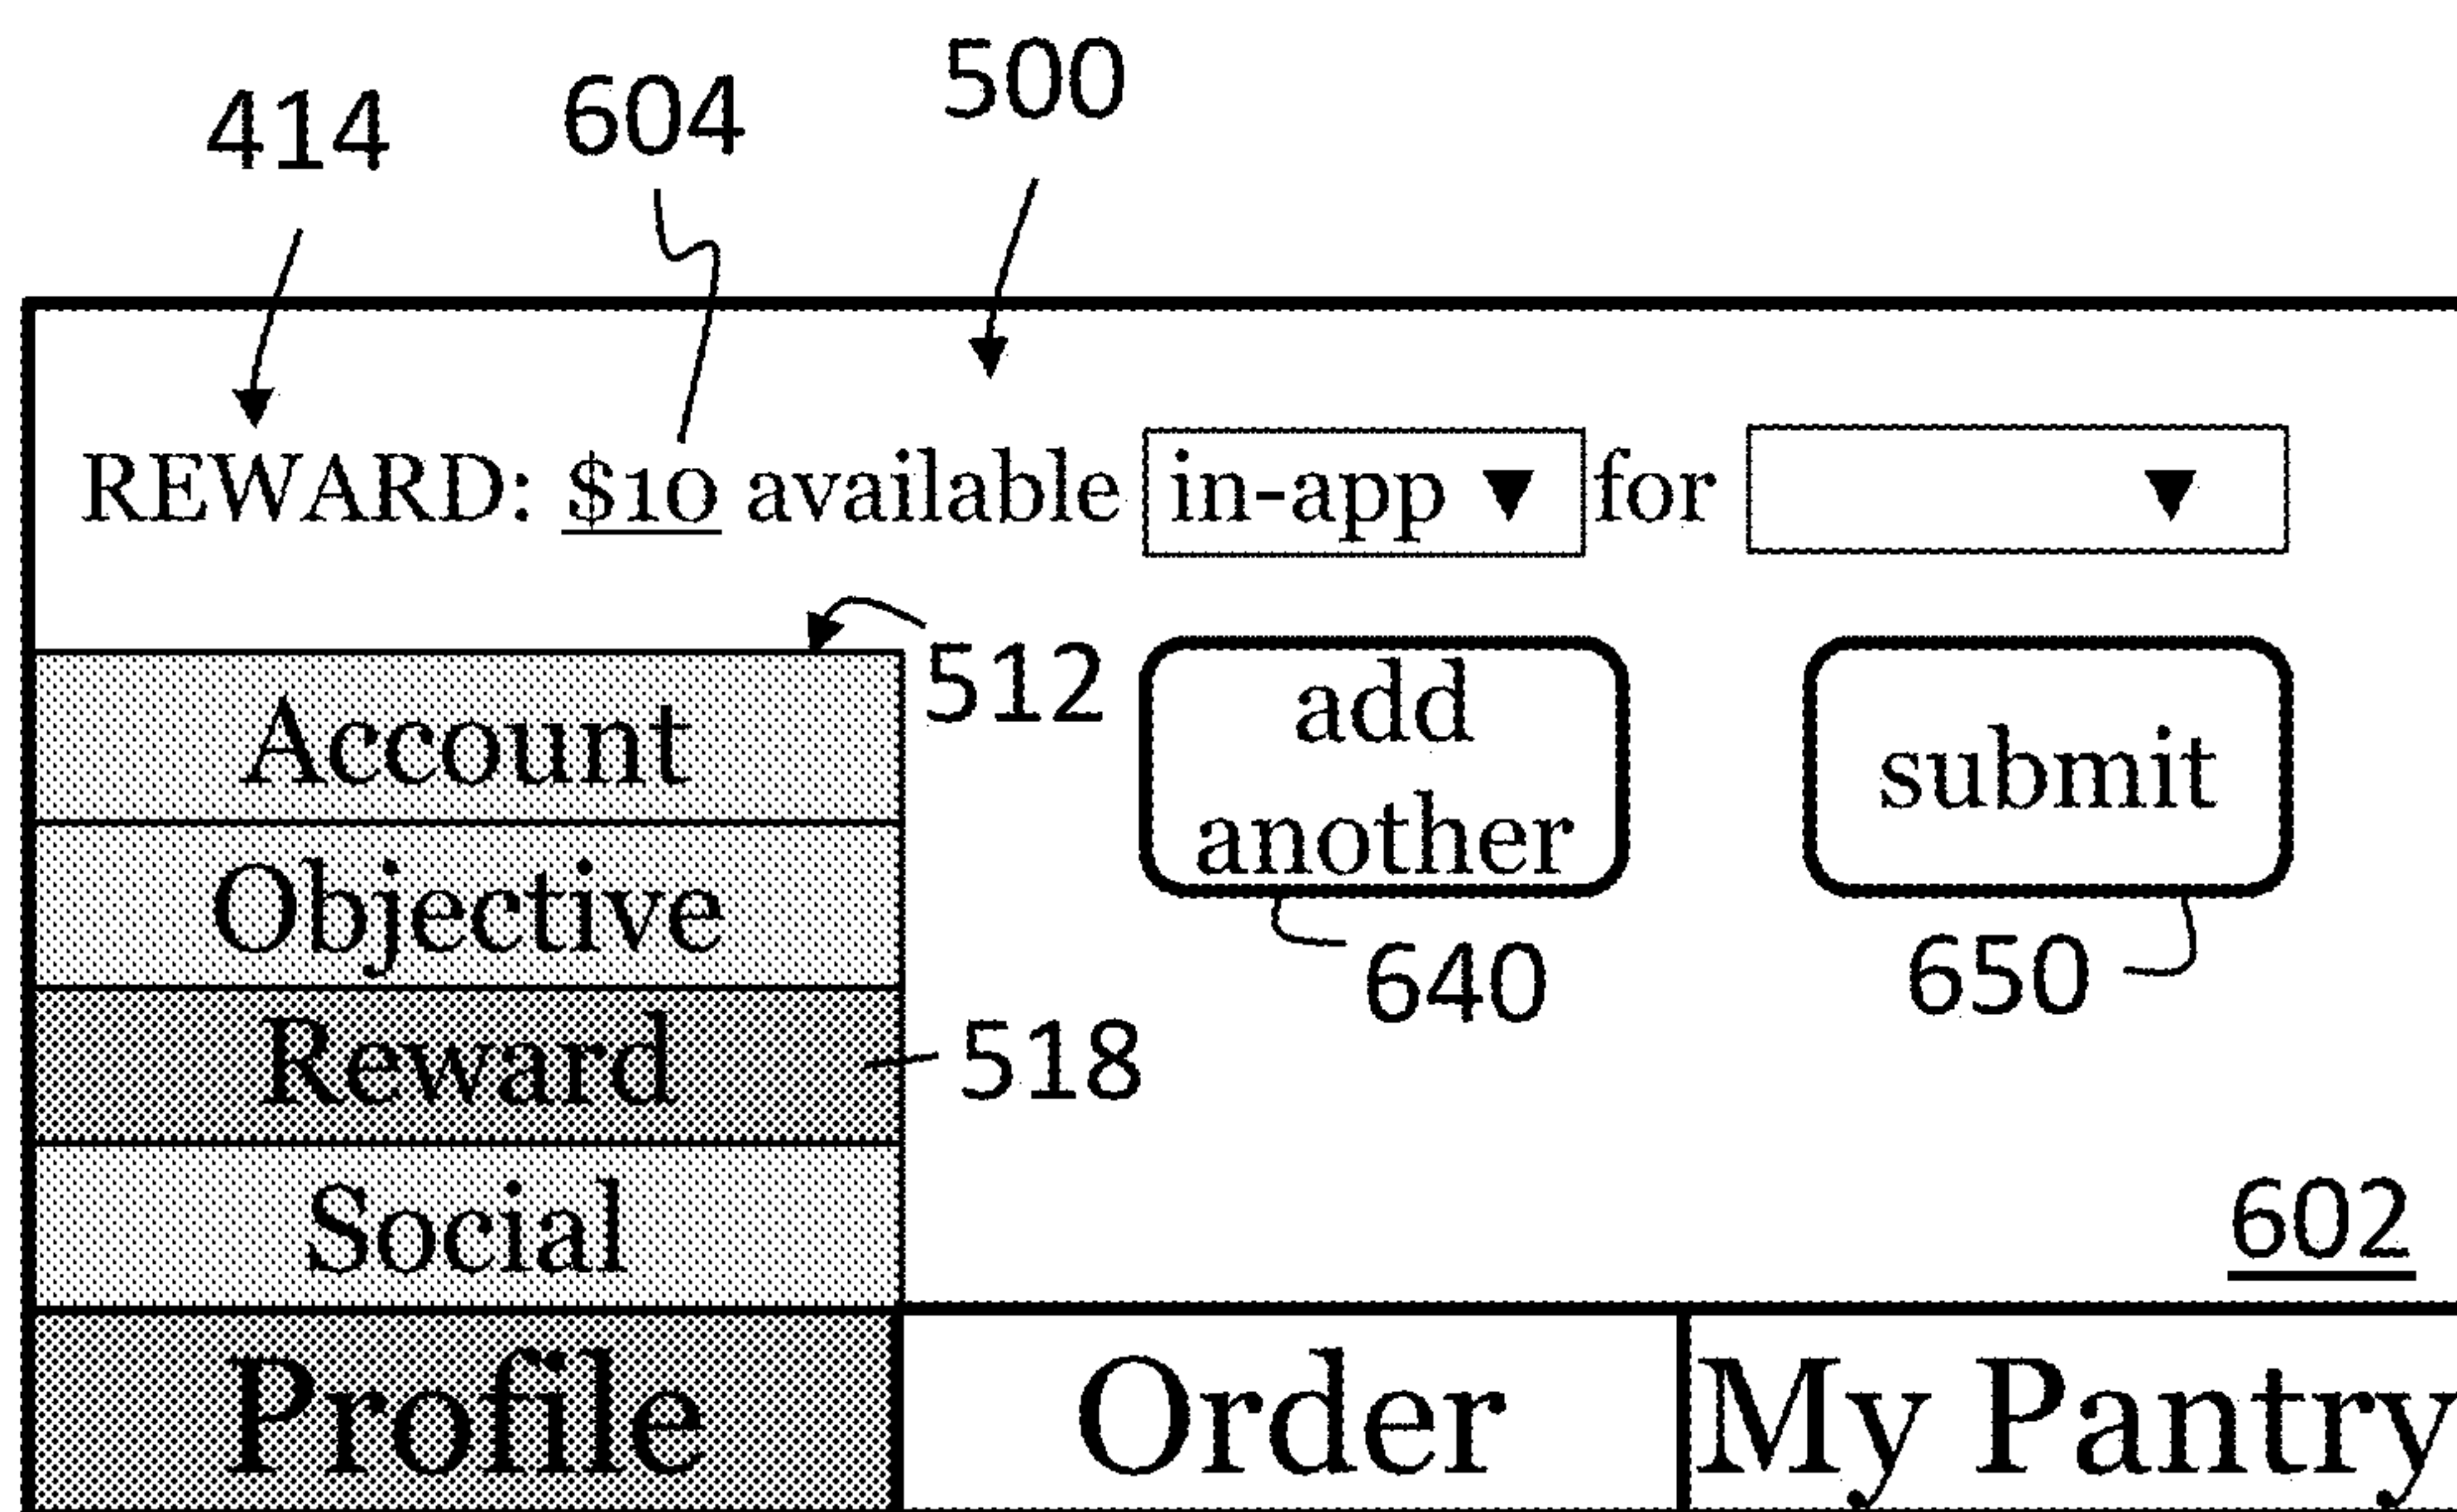 414 604 500
REWARD: $10 available in-app ▼ for ▼
512
Account
add
another
submit
Objective
640
650
Reward
518
Social
602
Profile
Order
My Pantry